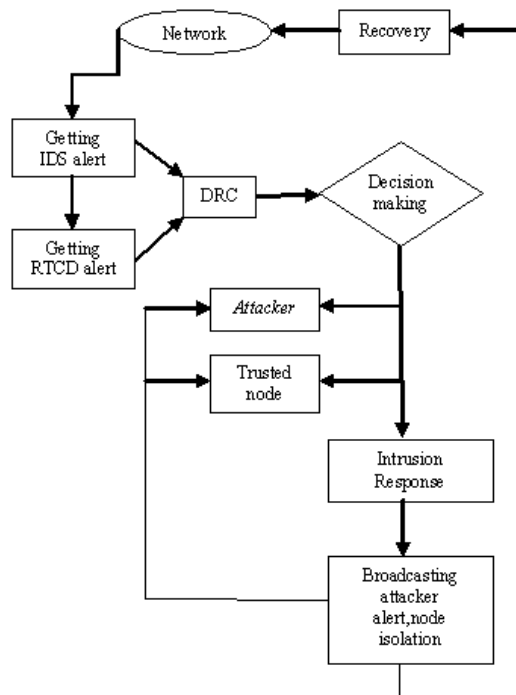 Network
Recovery
Getting
IDS alert
DRC
Decision
making
Getting
RTCD alert
Attacker
Trusted
node
Intrusion
Response
Broadcasting
attacker
alert,node
isolation